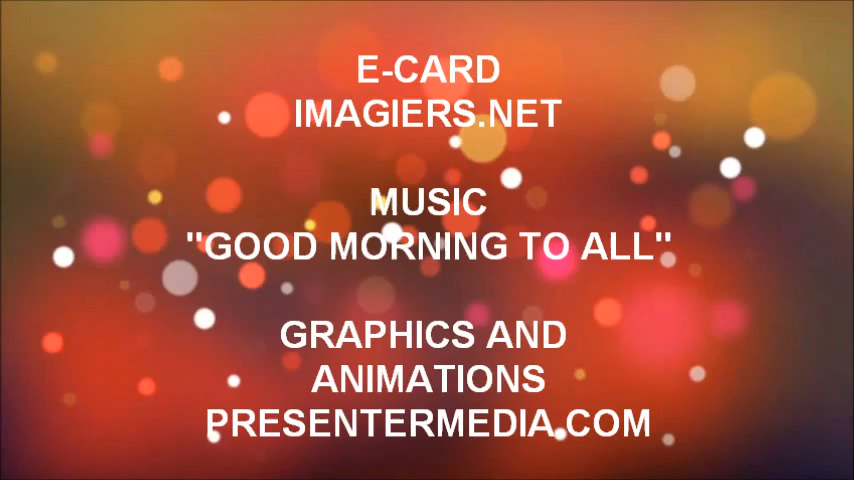 E-CARD
IMAGIERS.NET
MUSIC
"GOOD MORNING TO ALL"
GRAPHICS AND
ANIMATIONS
PRESENTERMEDIA.COM